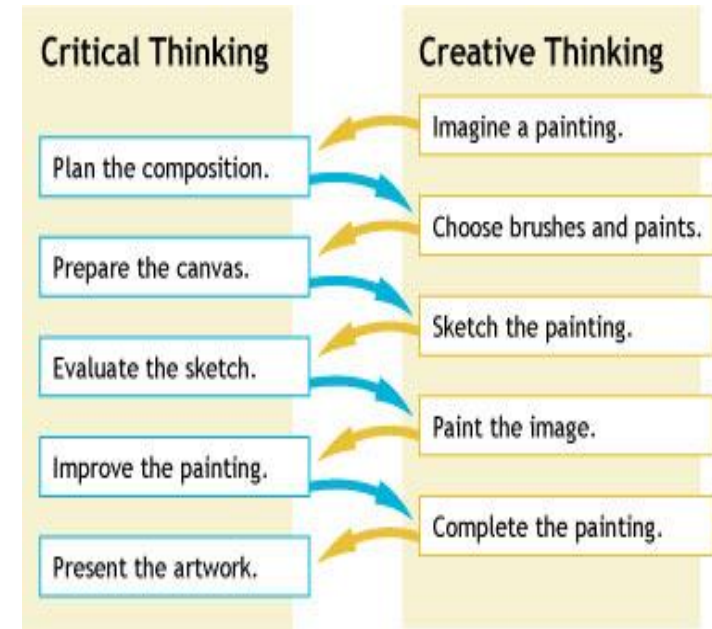 Critical Thinking
Creative Thinking
Imagine a painting.
Plan the composition.
Choose brushes and paints.
Prepare the canvas.
Sketch the painting.
Evaluate the sketch.
Paint the image.
Improve the painting.
Complete the painting.
Present the artwork.